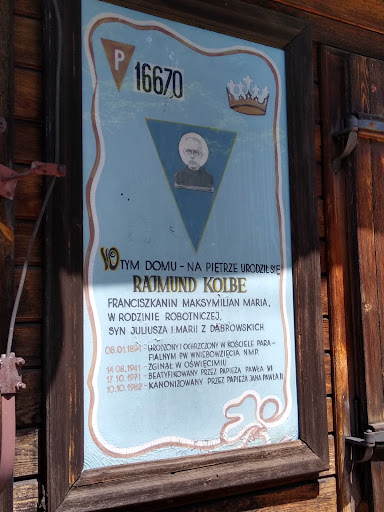 P
16670
W TYM DOMU - NA PIĘTRZE URODZIŁ SIĘ
RAJMUND KOLBE
FRANCISZKANIN MAKSYMILIAN MARIA,
W RODZINIE ROBOTNICZEJ,
SYN JULIUSZA I MARII Z DĄBROWSKICH
08.01.1894 - URODZONY I OCHRZCZONY W KOŚCIELE PARA-
FIALNYM PW WNIEBOWZIĘCIA N.M.P.
14.08.1941 - ZGINĄŁ W OŚWIĘCIMIU
17.10.1971 - BEATYFIKOWANY PRZEZ PAPIEŻA PAWŁA VI
10.10.1982 - KANONIZOWANY PRZEZ PAPIEŻA JANA PAWŁA II